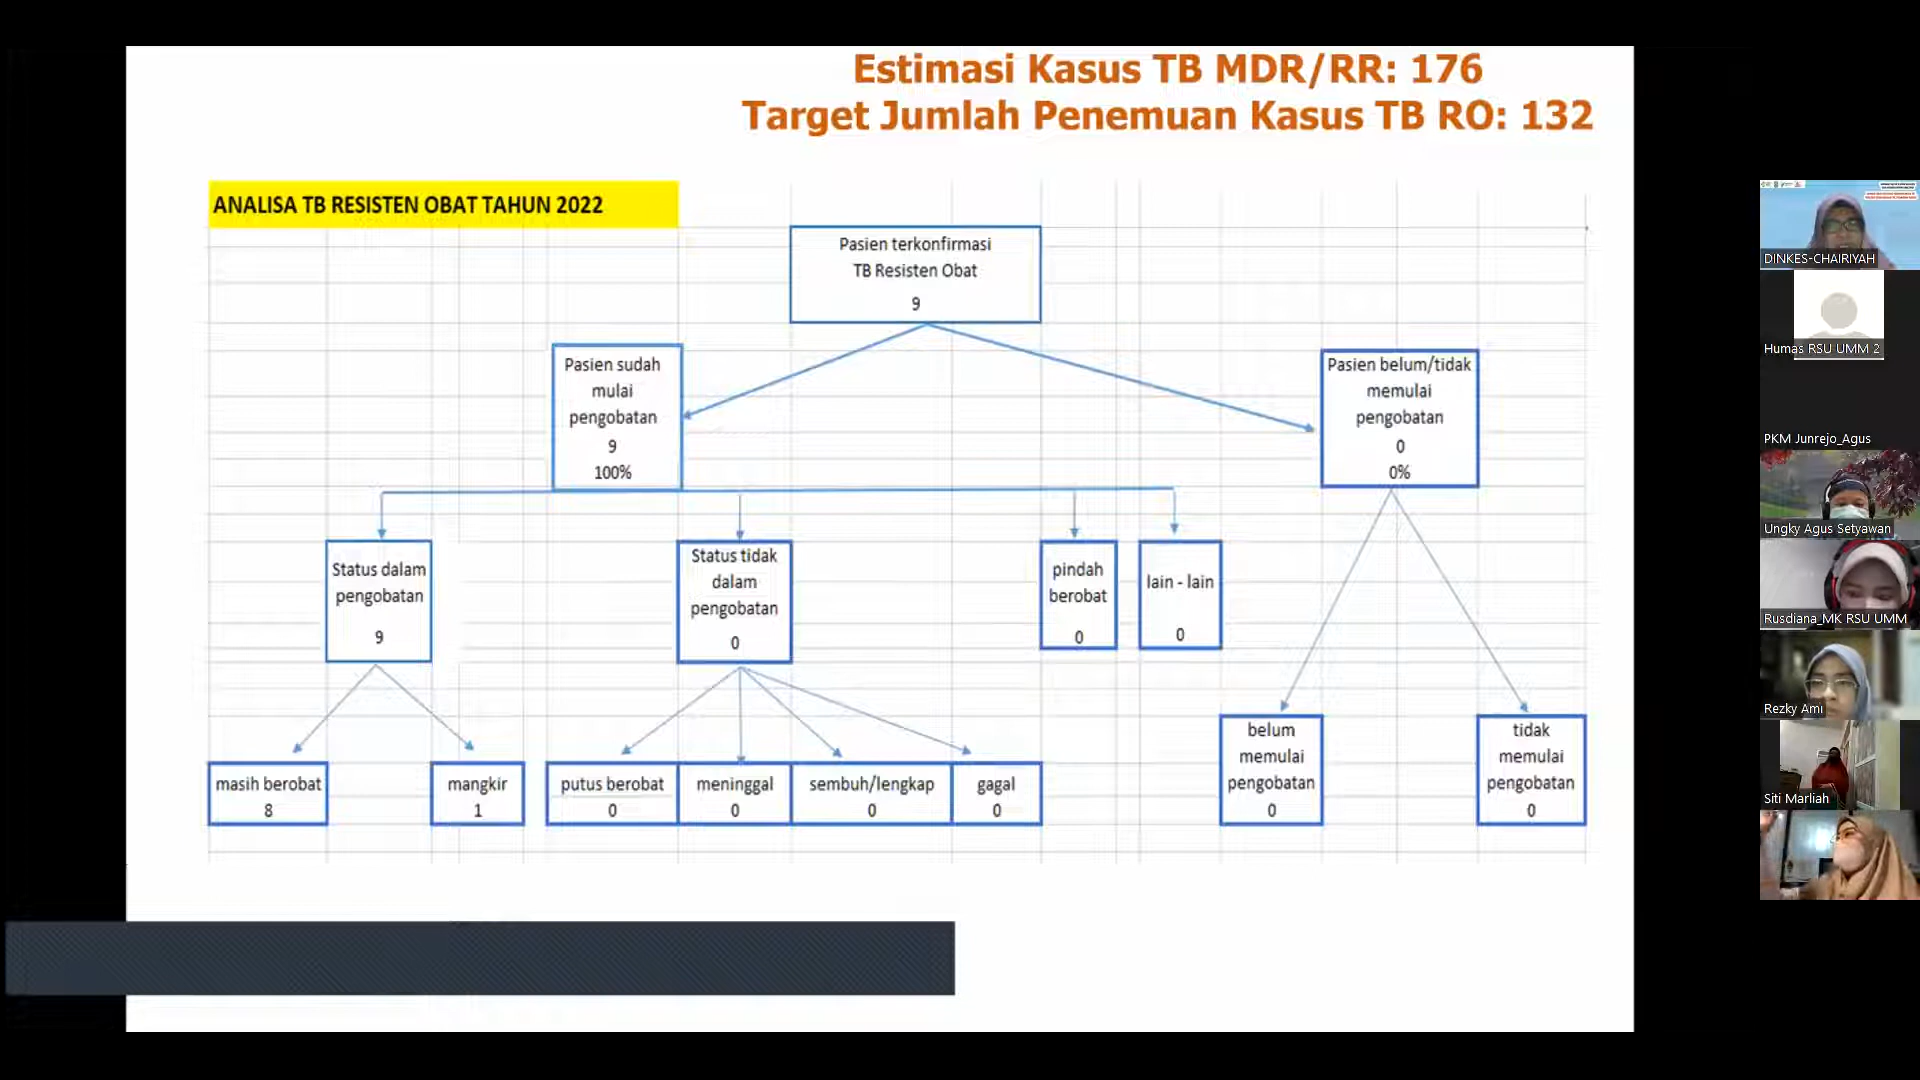 Estimasi Kasus TB MDR/RR: 176
Target Jumlah Penemuan Kasus TB RO: 132
ANALISA TB RESISTEN OBAT TAHUN 2022
Pasien terkonfirmasi
TB Resisten Obat
9
Pasien sudah
mulai
pengobatan
9
100%
Pasien belum/tidak
memulai
pengobatan
0
0%
Status dalam
pengobatan
9
Status tidak
dalam
pengobatan
0
pindah
berobat
0
lain - lain
0
masih berobat
8
mangkir
1
putus berobat
0
meninggal
0
sembuh/lengkap
0
gagal
0
belum
memulai
pengobatan
0
tidak
memulai
pengobatan
0
DINKES-CHAIRIYAH
Humas RSU UMM 2
PKM Junrejo_Agus
Ungky Agus Setyawan
Rusdiana_MK RSU UMM
Rezky Ami
Siti Marliah